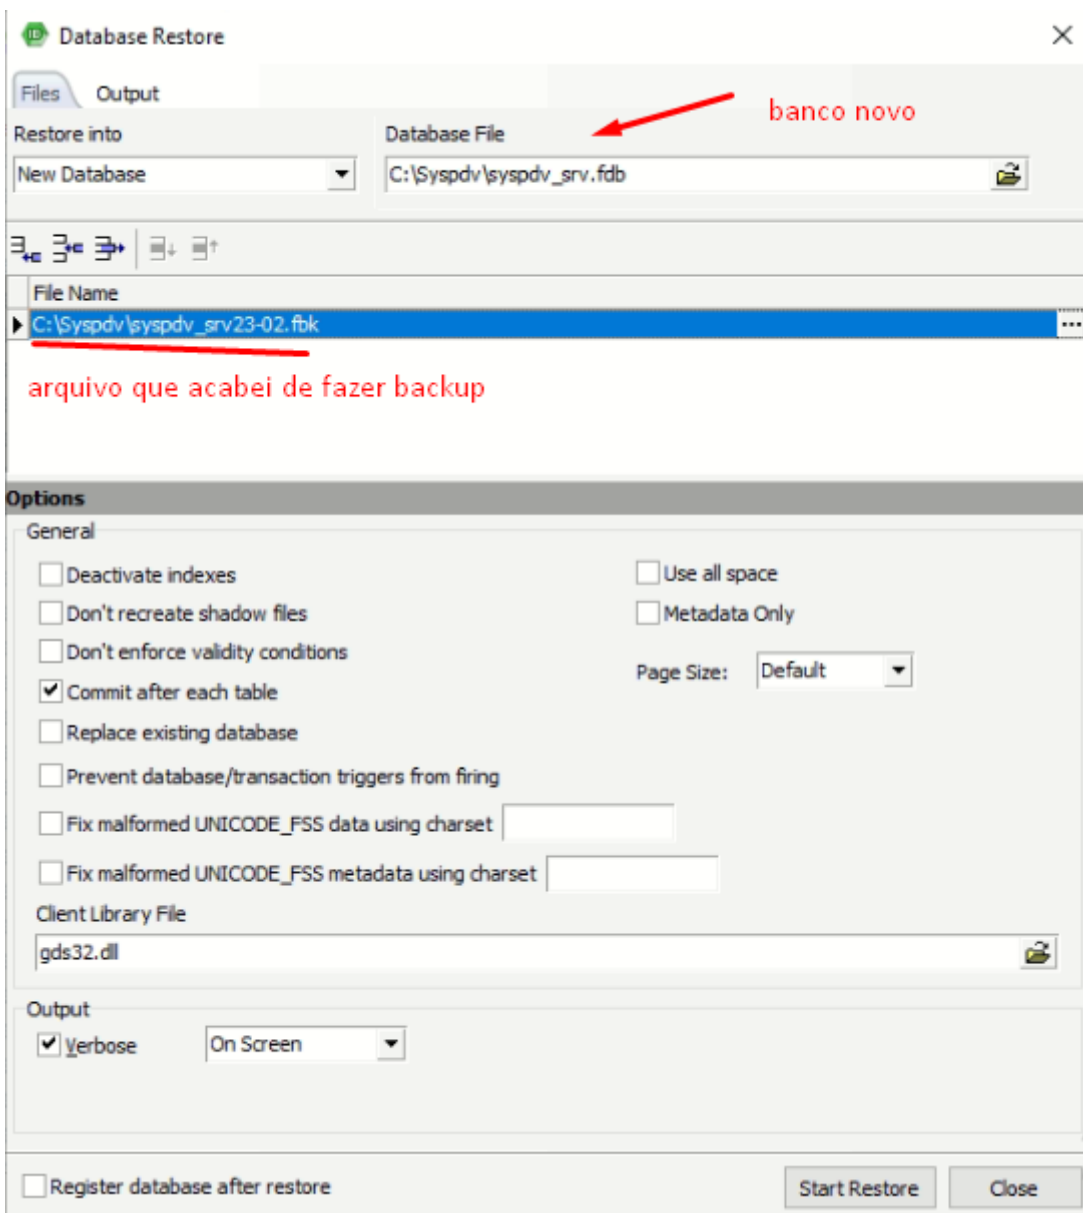 Database Restore
Files Output
banco novo
Restore into Database File
New Database C:\Syspdv\syspdv_srv.fdb
File Name
C:\Syspdv\syspdv_srv23-02.fbk
arquivo que acabei de fazer backup
Options
General
Deactivate indexes Use all space
Don't recreate shadow files Metadata Only
Don't enforce validity conditions
Page Size: Default
Commit after each table
Replace existing database
Prevent database/transaction triggers from firing
Fix malformed UNICODE_FSS data using charset
Fix malformed UNICODE_FSS metadata using charset
Client Library File
gds32.dll
Output
Verbose On Screen
Register database after restore Start Restore Close